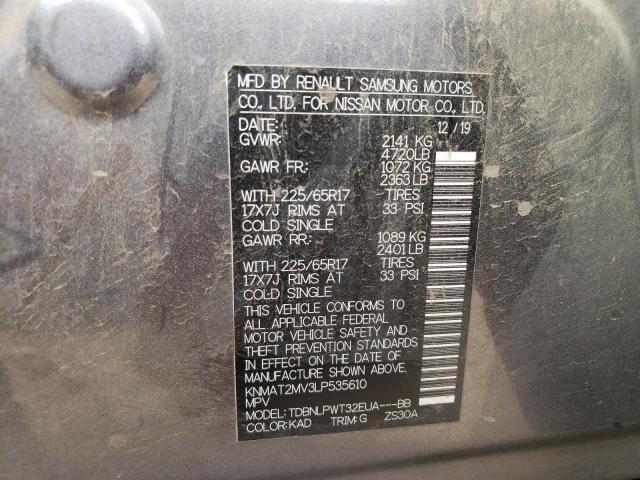 MFD BY RENAULT SAMSUNG MOTORS
CO., LTD. FOR NISSAN MOTOR CO., LTD.
DATE: 12 / 19
GVWR: 2141 KG
4720LB
GAWR FR: 1072 KG
2363 LB
WITH 225/65R17 TIRES
17X7J RIMS AT 33 PSI
COLD SINGLE
GAWR RR: 1089 KG
2401 LB
WITH 225/65R17 TIRES
17X7J RIMS AT 33 PSI
COLD SINGLE
THIS VEHICLE CONFORMS TO
ALL APPLICABLE FEDERAL
MOTOR VEHICLE SAFETY AND
THEFT PREVENTION STANDARDS
IN EFFECT ON THE DATE OF
MANUFACTURE SHOWN ABOVE.
KNMAT2MV3LP535610
MPV
MODEL: TDBNLPWT32EUA---BB
COLOR: KAD TRIM: G ZS30A